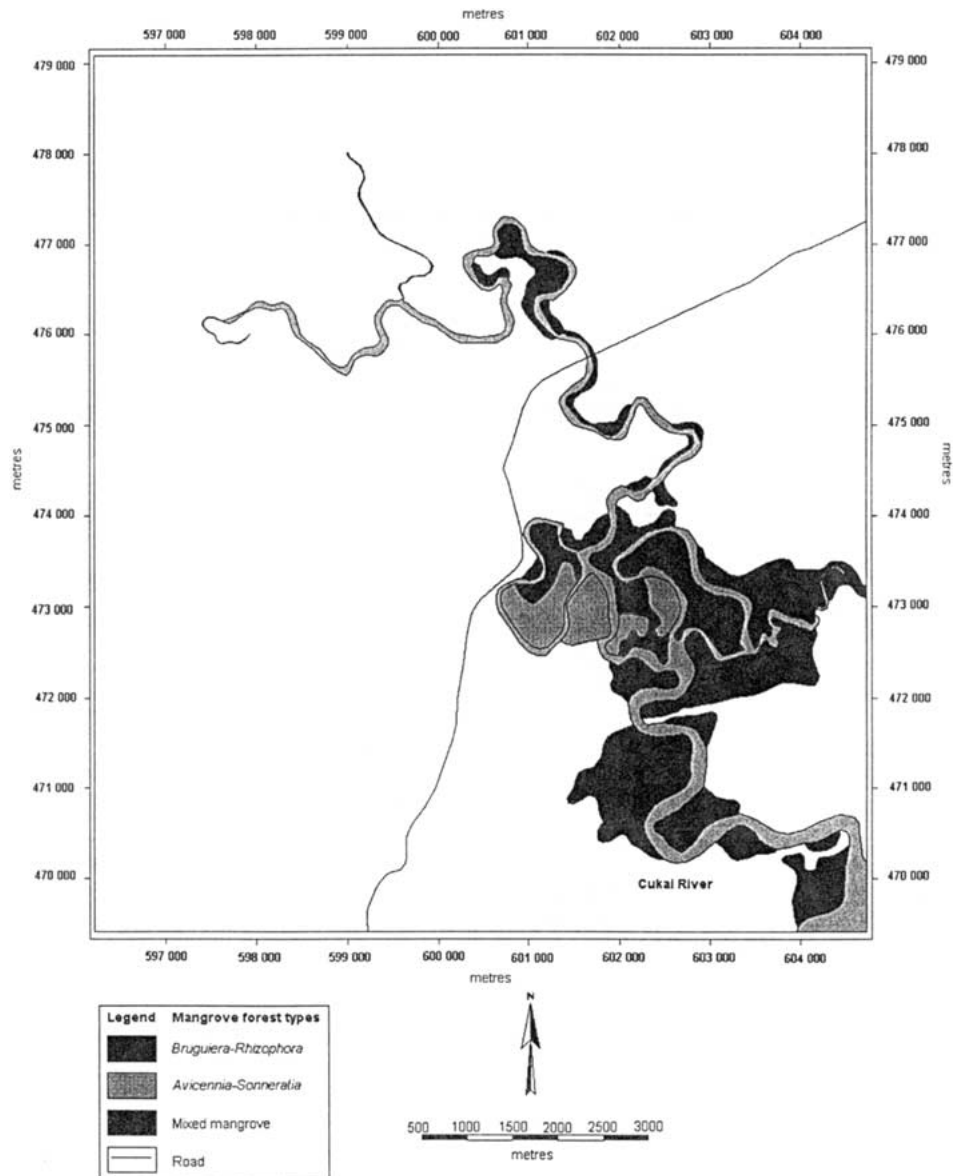 metres
597 000 598 000 599 000 600 000 601 000 602 000 603 000 604 000
479 000 479 000
478 000 478 000
477 000 477 000
476 000 476 000
475 000 475 000
metres metres
474 000 474 000
473 000 473 000
472 000 472 000
471 000 471 000
470 000 470 000
Cukai River
597 000 598 000 599 000 600 000 601 000 602 000 603 000 604 000
metres
N
Legend Mangrove forest types
Bruguiera-Rhizophora
Avicennia-Sonneratia
Mixed mangrove
Road
500 1000 1500 2000 2500 3000
metres